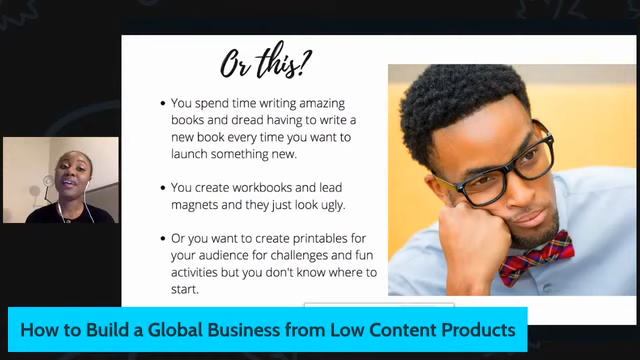 Or this?
• You spend time writing amazing
books and dread having to write a
new book every time you want to
launch something new.
• You create workbooks and lead
magnets and they just look ugly.
• Or you want to create printables for
your audience for challenges and fun
activities but you don't know where to
start.
How to Build a Global Business from Low Content Products